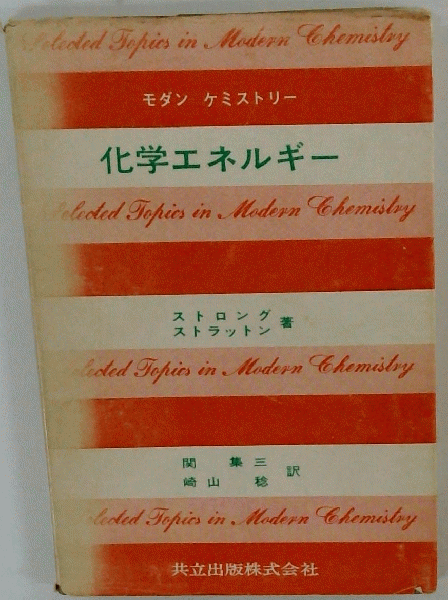 Selected Topics in Modern Chemistry
モダン ケミストリー
化学エネルギー
Selected Topics in Modern Chemistry
ストロング
ストラットン 著
Selected Topics in Modern Chemistry
関 集三
崎山 稔 訳
Selected Topics in Modern Chemistry
共立出版株式会社